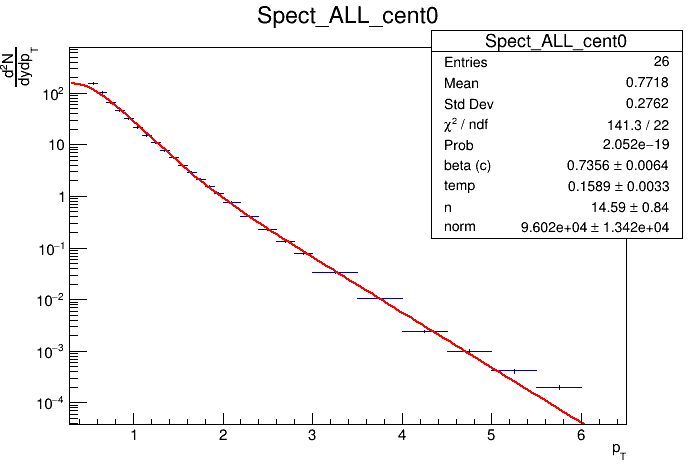 Spect_ALL_cent0
d²N
dydp_T
Spect_ALL_cent0
Entries 26
Mean 0.7718
Std Dev 0.2762
χ² / ndf 141.3 / 22
Prob 2.052e−19
beta (c) 0.7356 ± 0.0064
temp 0.1589 ± 0.0033
n 14.59 ± 0.84
norm 9.602e+04 ± 1.342e+04
10²
10
1
10⁻¹
10⁻²
10⁻³
10⁻⁴
1 2 3 4 5 6
p_T